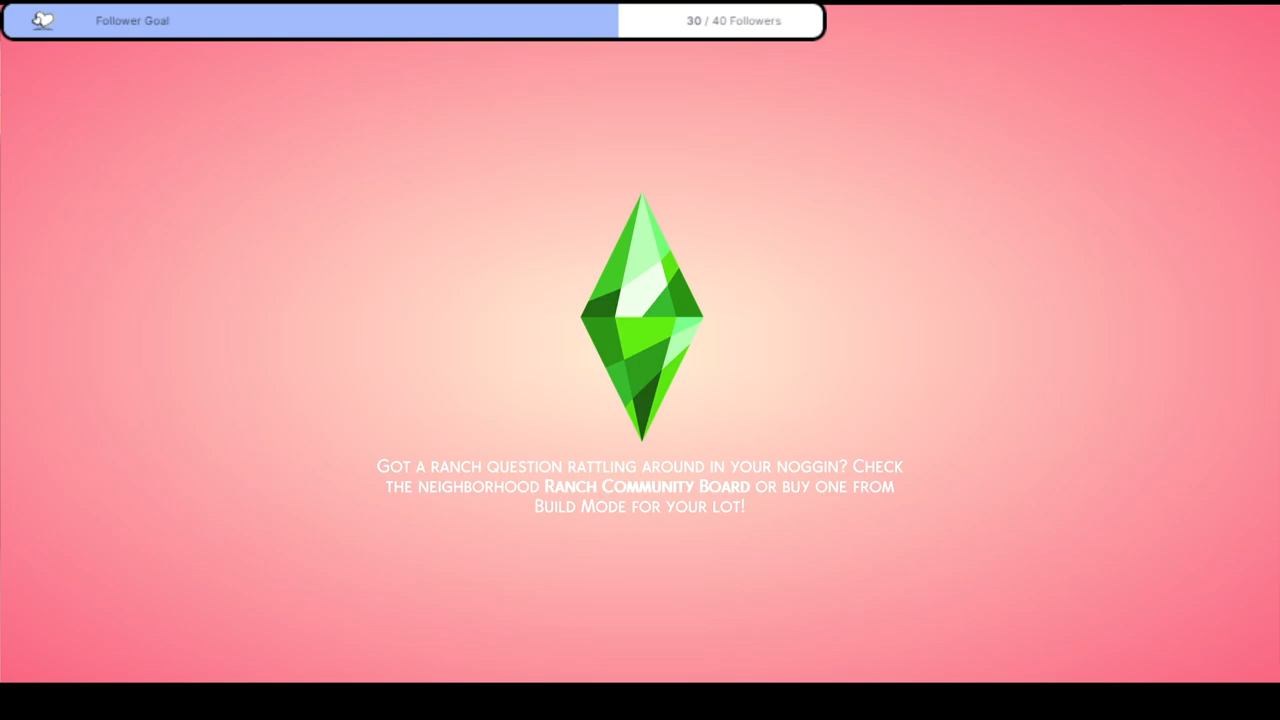 Follower Goal 30 / 40 Followers
Got a ranch question rattling around in your noggin? Check
the neighborhood Ranch Community Board or buy one from
Build Mode for your lot!